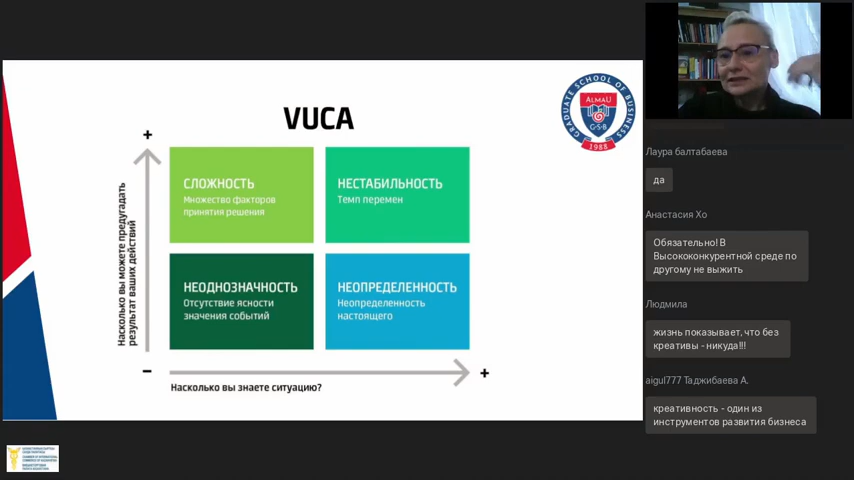 VUCA
GRADUATE SCHOOL OF BUSINESS
ALMAU
G·S·B
1988
+
Насколько вы можете предугадать
результат ваших действий
СЛОЖНОСТЬ
Множество факторов
принятия решения
НЕСТАБИЛЬНОСТЬ
Темп перемен
НЕОДНОЗНАЧНОСТЬ
Отсутствие ясности
значения событий
НЕОПРЕДЕЛЕННОСТЬ
Неопределенность
настоящего
–
+
Насколько вы знаете ситуацию?
Лаура балтабаева
да
Анастасия Хо
Обязательно! В
Высококонкурентной среде по
другому не выжить
Людмила
жизнь показывает, что без
креативы - никуда!!!
aigul777 Таджибаева А.
креативность - один из
инструментов развития бизнеса